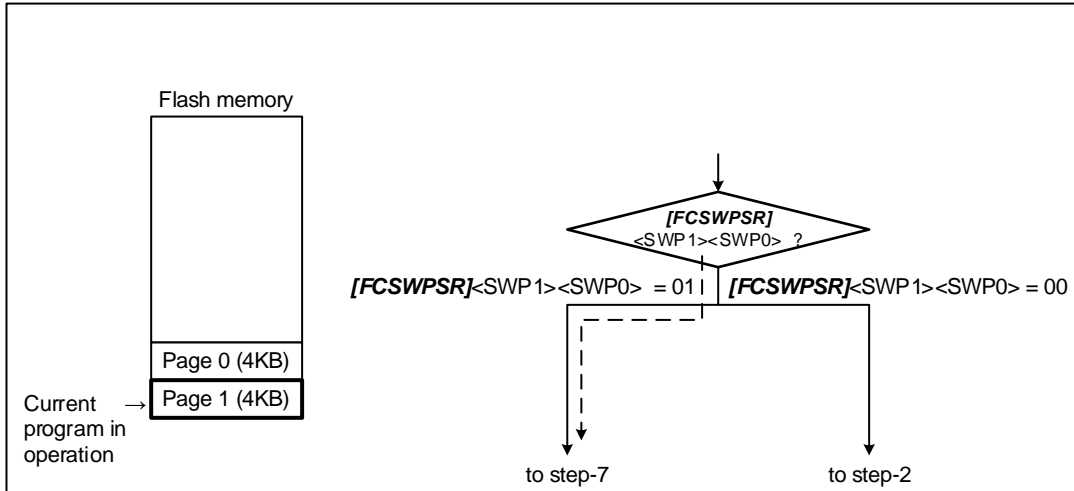 Flash memory
[FCSWPSR]
<SWP1><SWP0> ?
[FCSWPSR]<SWP1><SWP0> = 01
[FCSWPSR]<SWP1><SWP0> = 00
Page 0 (4KB)
Page 1 (4KB)
Current →
program in
operation
to step-7
to step-2